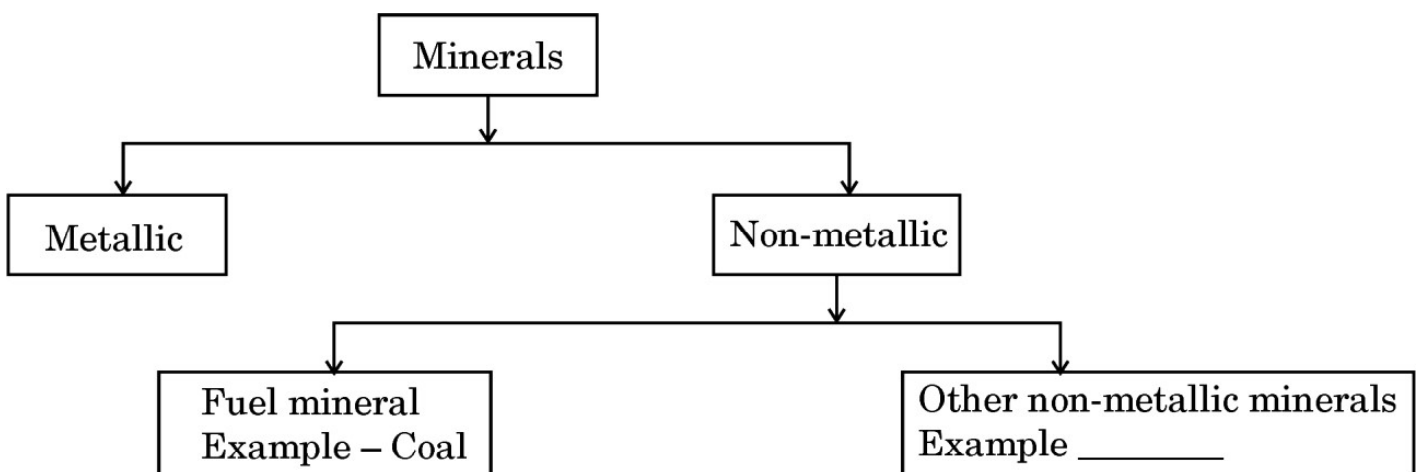 Minerals
Metallic
Non-metallic
Fuel mineral
Example – Coal
Other non-metallic minerals
Example ________